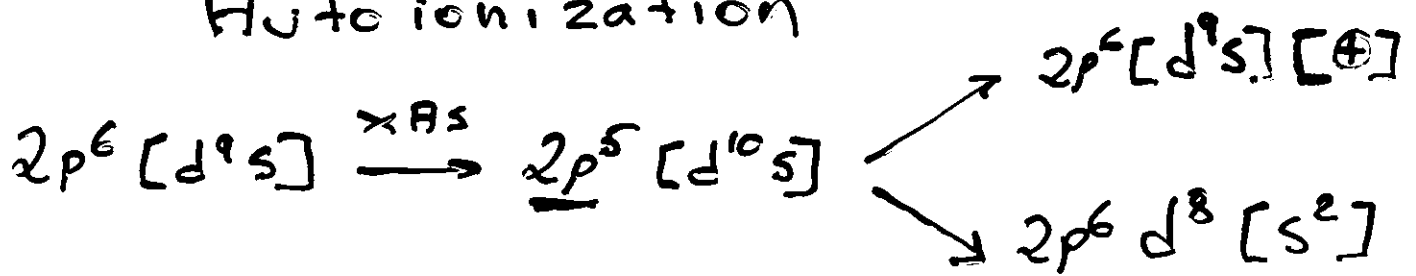 Autoionization
2p⁶[d⁹s][⊕]
2p⁶[d⁹s] XAS → 2p⁵[d¹⁰s]
2p⁶ d⁸[s²]